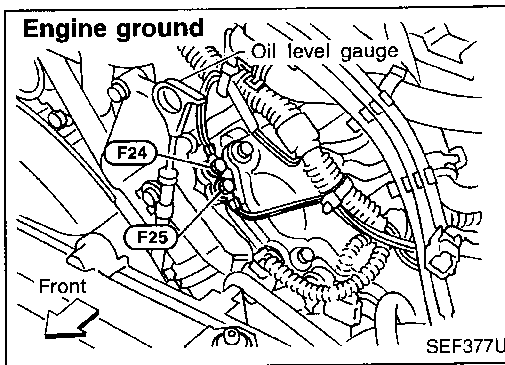 Engine ground
Oil level gauge
F24
F25
Front
SEF377U